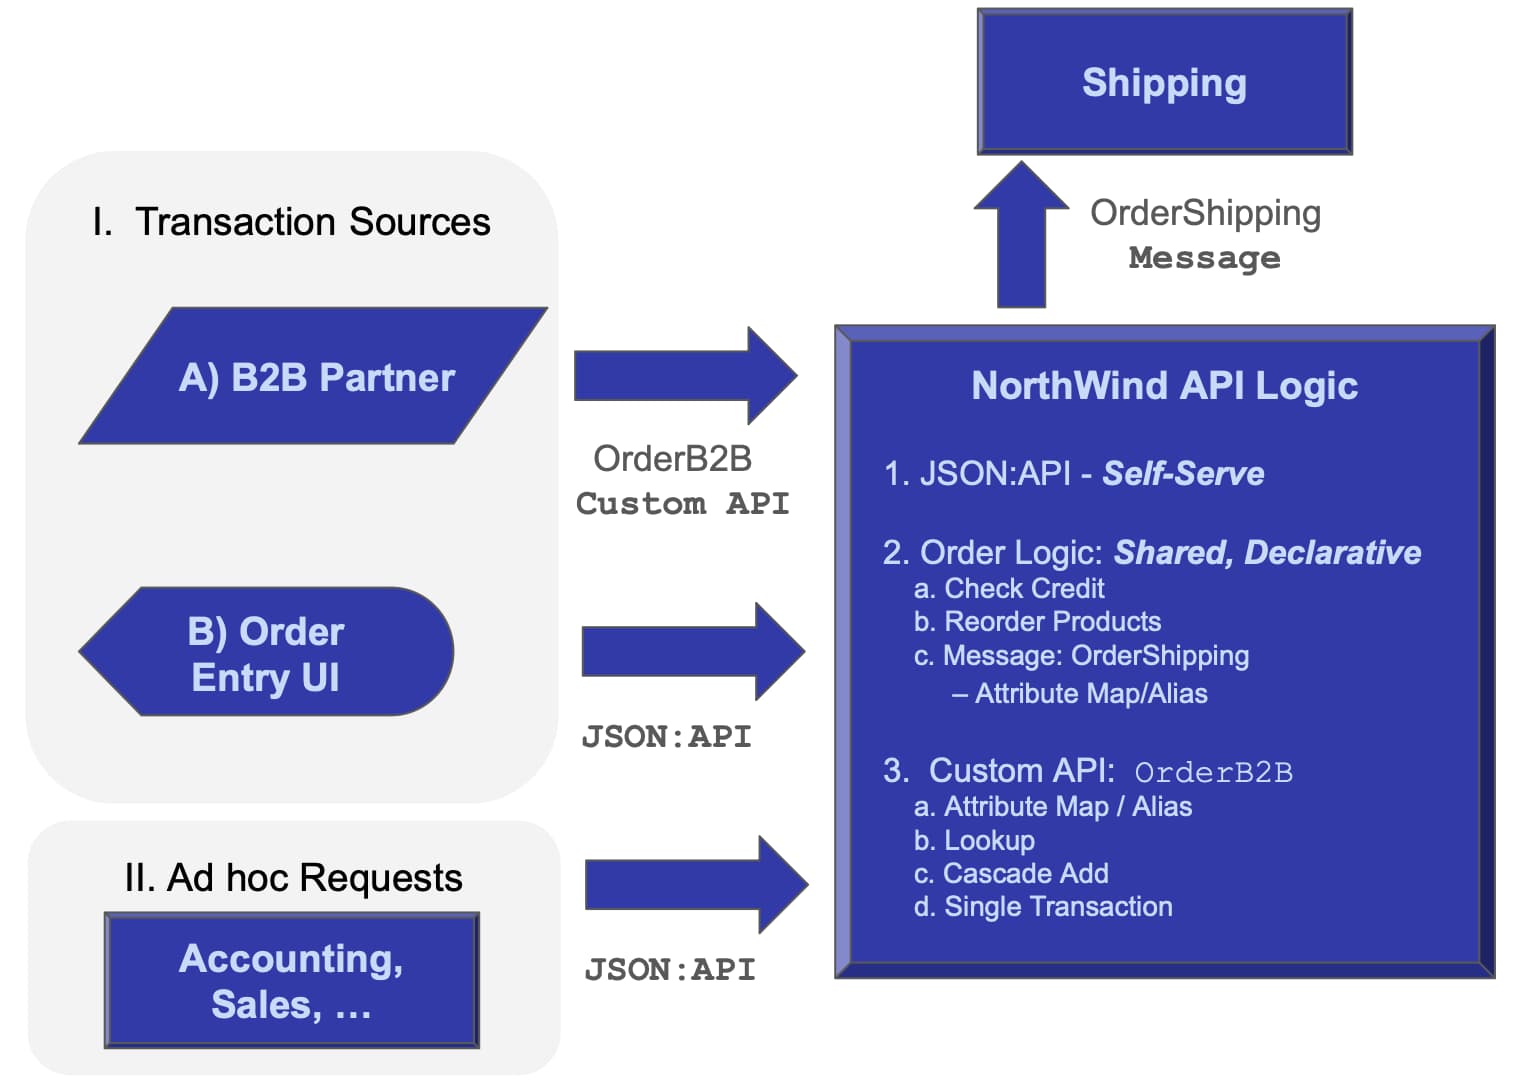 Shipping
OrderShipping
Message
I. Transaction Sources
A) B2B Partner
OrderB2B
Custom API
B) Order
Entry UI
JSON:API
II. Ad hoc Requests
Accounting,
Sales, …
JSON:API
NorthWind API Logic
1. JSON:API - Self-Serve
2. Order Logic: Shared, Declarative
a. Check Credit
b. Reorder Products
c. Message: OrderShipping
– Attribute Map/Alias
3. Custom API: OrderB2B
a. Attribute Map / Alias
b. Lookup
c. Cascade Add
d. Single Transaction